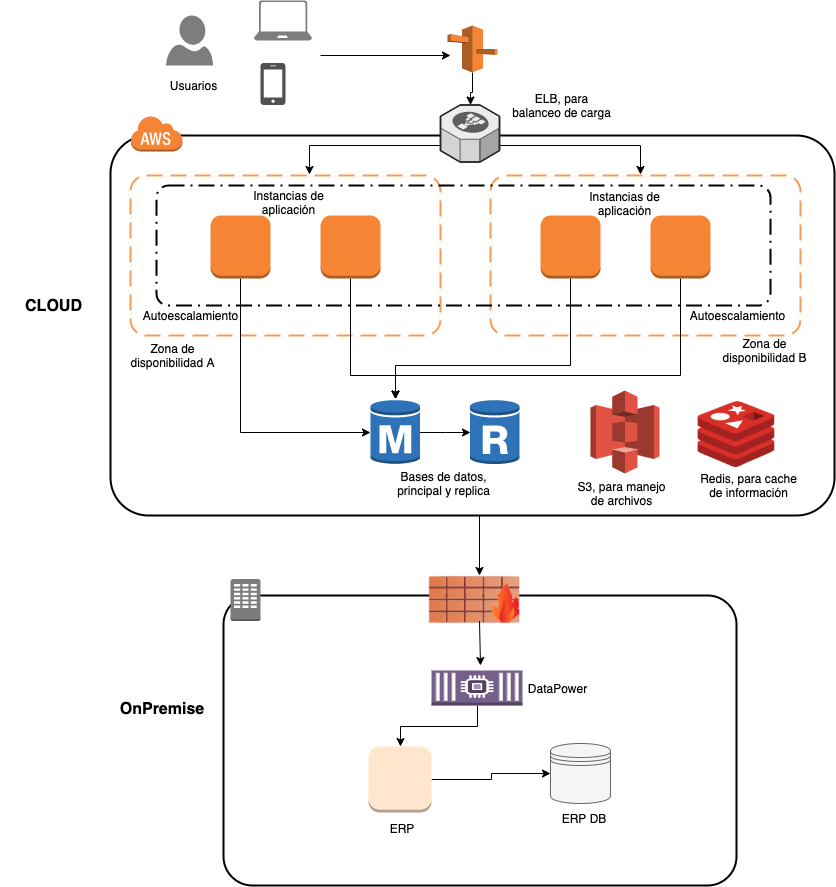 Usuarios
ELB, para
balanceo de carga
AWS
Instancias de
aplicación
Instancias de
aplicación
CLOUD
Autoescalamiento
Autoescalamiento
Zona de
disponibilidad A
Zona de
disponibilidad B
M
R
Bases de datos,
principal y replica
S3, para manejo
de archivos
Redis, para cache
de información
OnPremise
DataPower
ERP
ERP DB